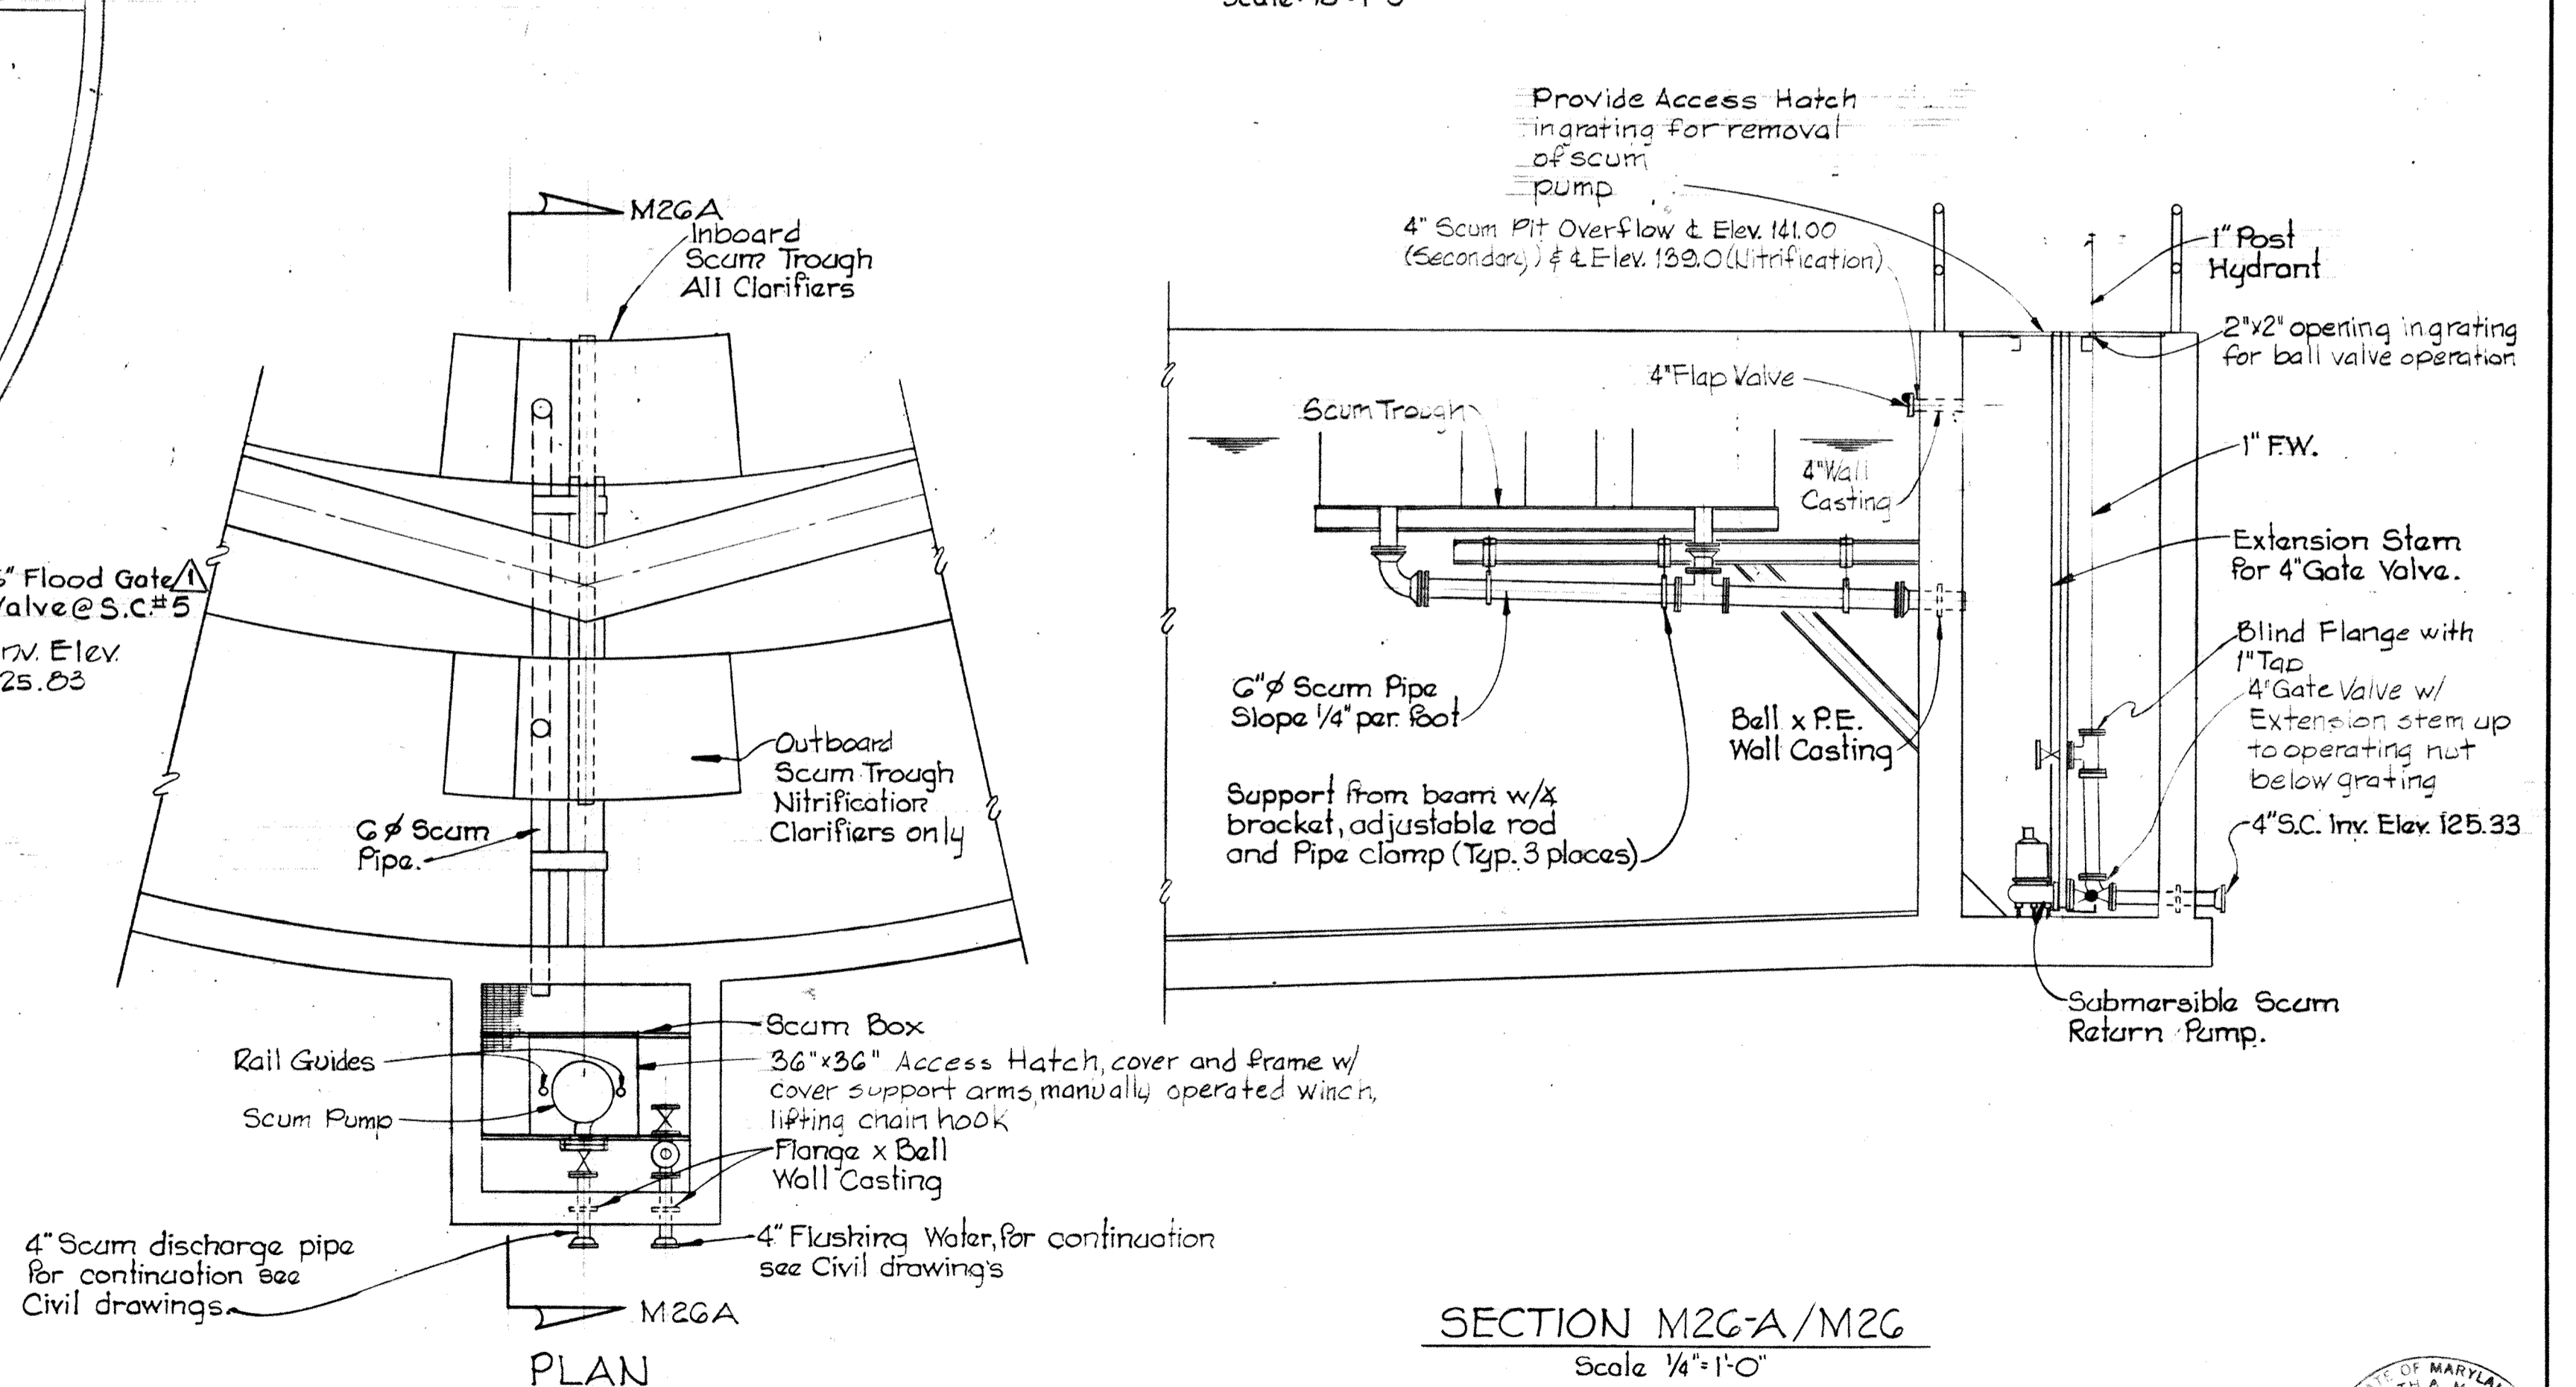 M26A
Inboard
Scum Trough
All Clarifiers
6" Flood Gate 1
Valve @ S.C.#5
Inv. Elev.
125.83
Outboard
Scum Trough
Nitrification
Clarifiers only
6 ø Scum
Pipe.
Scum Box
Rail Guides
36"x36" Access Hatch, cover and frame w/
cover support arms, manually operated winch,
lifting chain hook
Scum Pump
Flange x Bell
Wall Casting
4" Scum discharge pipe
for continuation see
Civil drawings.
4" Flushing Water, for continuation
see Civil drawing's
M26A
PLAN
Provide Access Hatch
in grating for removal
of scum
pump
4" Scum Pit Overflow ℄ Elev. 141.00
(Secondary) & ℄ Elev. 139.0 (Nitrification)
1" Post
Hydrant
2"x2" opening in grating
for ball valve operation
4" Flap Valve
Scum Trough
4" Wall
Casting
1" F.W.
Extension Stem
for 4" Gate Valve.
Blind Flange with
1" Tap
4" Gate Valve w/
Extension stem up
to operating nut
below grating
4" S.C. Inv. Elev. 125.33
6"ø Scum Pipe
Slope 1/4" per. foot
Bell x P.E.
Wall Casting
Support from beam w/∡
bracket, adjustable rod
and Pipe clamp (Typ. 3 places)
Submersible Scum
Return Pump.
SECTION M26-A/M26
Scale 1/4"=1'-0"
OF MARYLAND